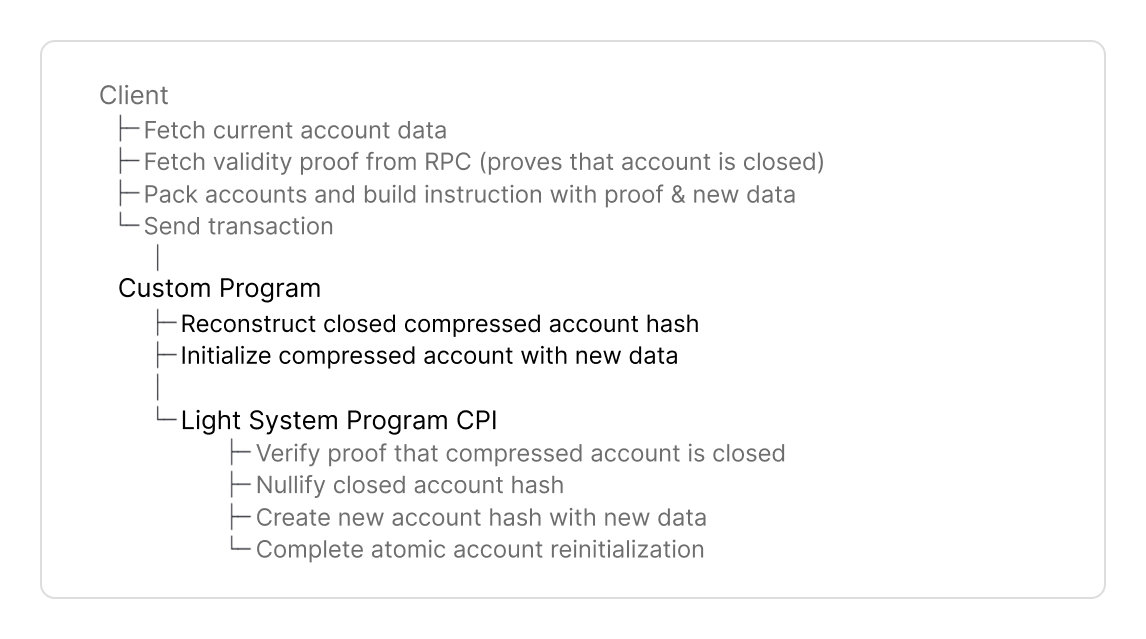 Client
├─Fetch current account data
├─Fetch validity proof from RPC (proves that account is closed)
├─Pack accounts and build instruction with proof & new data
└─Send transaction
│
Custom Program
├─Reconstruct closed compressed account hash
├─Initialize compressed account with new data
│
└─Light System Program CPI
├─Verify proof that compressed account is closed
├─Nullify closed account hash
├─Create new account hash with new data
└─Complete atomic account reinitialization